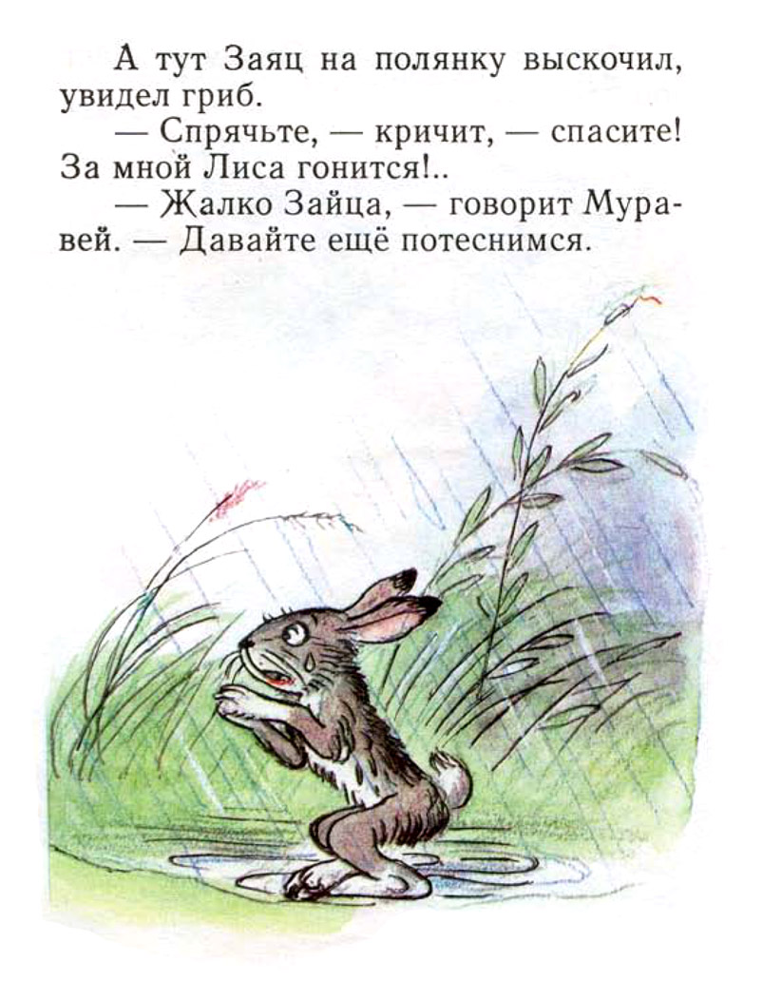 А тут Заяц на полянку выскочил,
увидел гриб.
— Спрячьте, — кричит, — спасите!
За мной Лиса гонится!..
— Жалко Зайца, — говорит Мура-
вей. — Давайте ещё потеснимся.